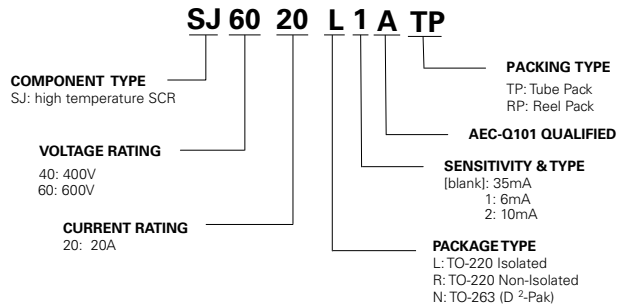 SJ 60 20 L 1 A TP
COMPONENT TYPE
SJ: high temperature SCR
VOLTAGE RATING
40: 400V
60: 600V
CURRENT RATING
20: 20A
PACKING TYPE
TP: Tube Pack
RP: Reel Pack
AEC-Q101 QUALIFIED
SENSITIVITY & TYPE
[blank]: 35mA
1: 6mA
2: 10mA
PACKAGE TYPE
L: TO-220 Isolated
R: TO-220 Non-Isolated
N: TO-263 (D ²-Pak)